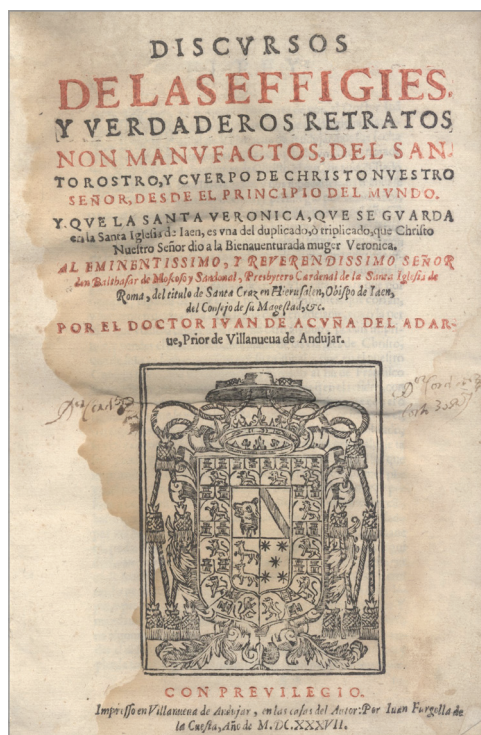 DISCVRSOS
DE LAS EFFIGIES,
Y VERDADEROS RETRATOS
NON MANVFACTOS, DEL SAN-
TO ROSTRO, Y CVERPO DE CHRISTO NVESTRO
SEÑOR, DESDE EL PRINCIPIO DEL MVNDO.
Y QVE LA SANTA VERONICA, QVE SE GVARDA
en la Santa Iglesia de Iaen, es vna del duplicado, ò triplicado, que Christo
Nuestro Señor dio a la Bienauenturada muger Veronica.
AL EMINENTISSIMO, Y REVERENDISSIMO SEÑOR
don Balthasar de Moscoso y Sandoual, Presbytero Cardenal de la Santa Iglesia de
Roma, del titulo de Santa Cruz en Hierusalen, Obispo de Iaen,
del Consejo de su Magestad, &c.
POR EL DOCTOR IVAN DE ACVÑA DEL ADAR-
ue, Prior de Villanueua de Andujar.
CON PREVILEGIO.
Impresso en Villanueua de Andujar, en las casas del Autor: Por Iuan Furgolla de
la Cuesta, Año de M.DC.XXXVII.